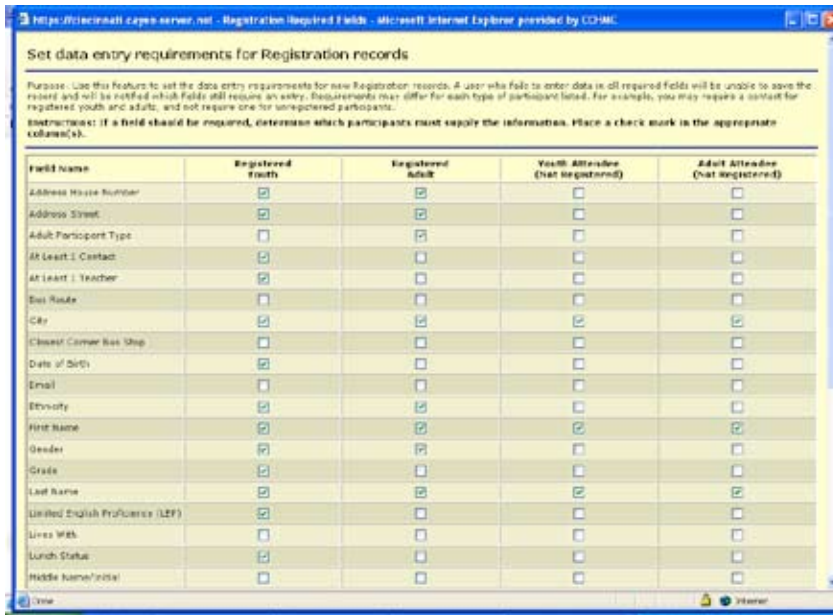 https://cincinnati.cayen-server.net - Registration Required Fields - Microsoft Internet Explorer provided by CCHMC
Set data entry requirements for Registration records
Purpose: Use this feature to set the data entry requirements for new Registration records. A user who fails to enter data in all required fields will be unable to save the
record and will be notified which fields still require an entry. Requirements may differ for each type of participant listed. For example, you may require a contact for
registered youth and adults, and not require one for unregistered participants.
Instructions: If a field should be required, determine which participants must supply the information. Place a check mark in the appropriate
column(s).
Field Name Registered Youth Registered Adult Youth Attendee (Not Registered) Adult Attendee (Not Registered)
Address House Number
Address Street
Adult Participant Type
At Least 1 Contact
At Least 1 Teacher
Bus Route
City
Closest Corner Bus Stop
Date of Birth
Email
Ethnicity
First Name
Gender
Grade
Last Name
Limited English Proficience (LEP)
Lives With
Lunch Status
Middle Name/Initial
Done Internet